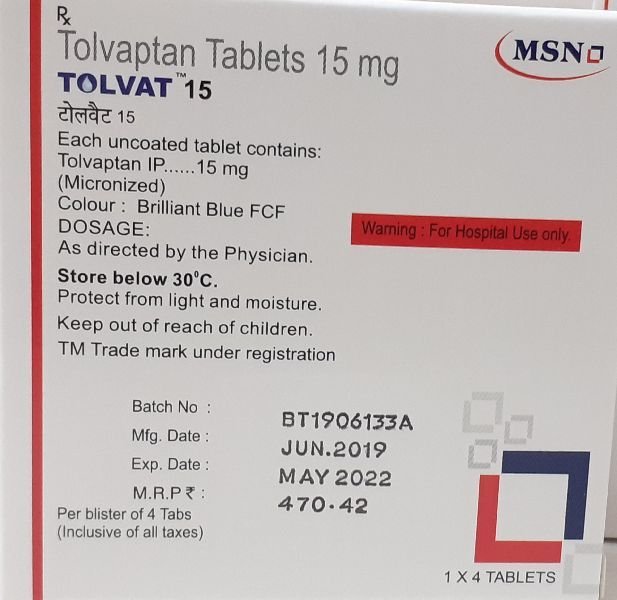 Rx
Tolvaptan Tablets 15 mg
MSN
TOLVAT™15
टोलवैट 15
Each uncoated tablet contains:
Tolvaptan IP......15 mg
(Micronized)
Colour : Brilliant Blue FCF
DOSAGE:
As directed by the Physician.
Warning : For Hospital Use only.
Store below 30°C.
Protect from light and moisture.
Keep out of reach of children.
TM Trade mark under registration
Batch No : BT1906133A
Mfg. Date : JUN.2019
Exp. Date : MAY 2022
M.R.P ₹ : 470.42
Per blister of 4 Tabs
(Inclusive of all taxes)
1 X 4 TABLETS